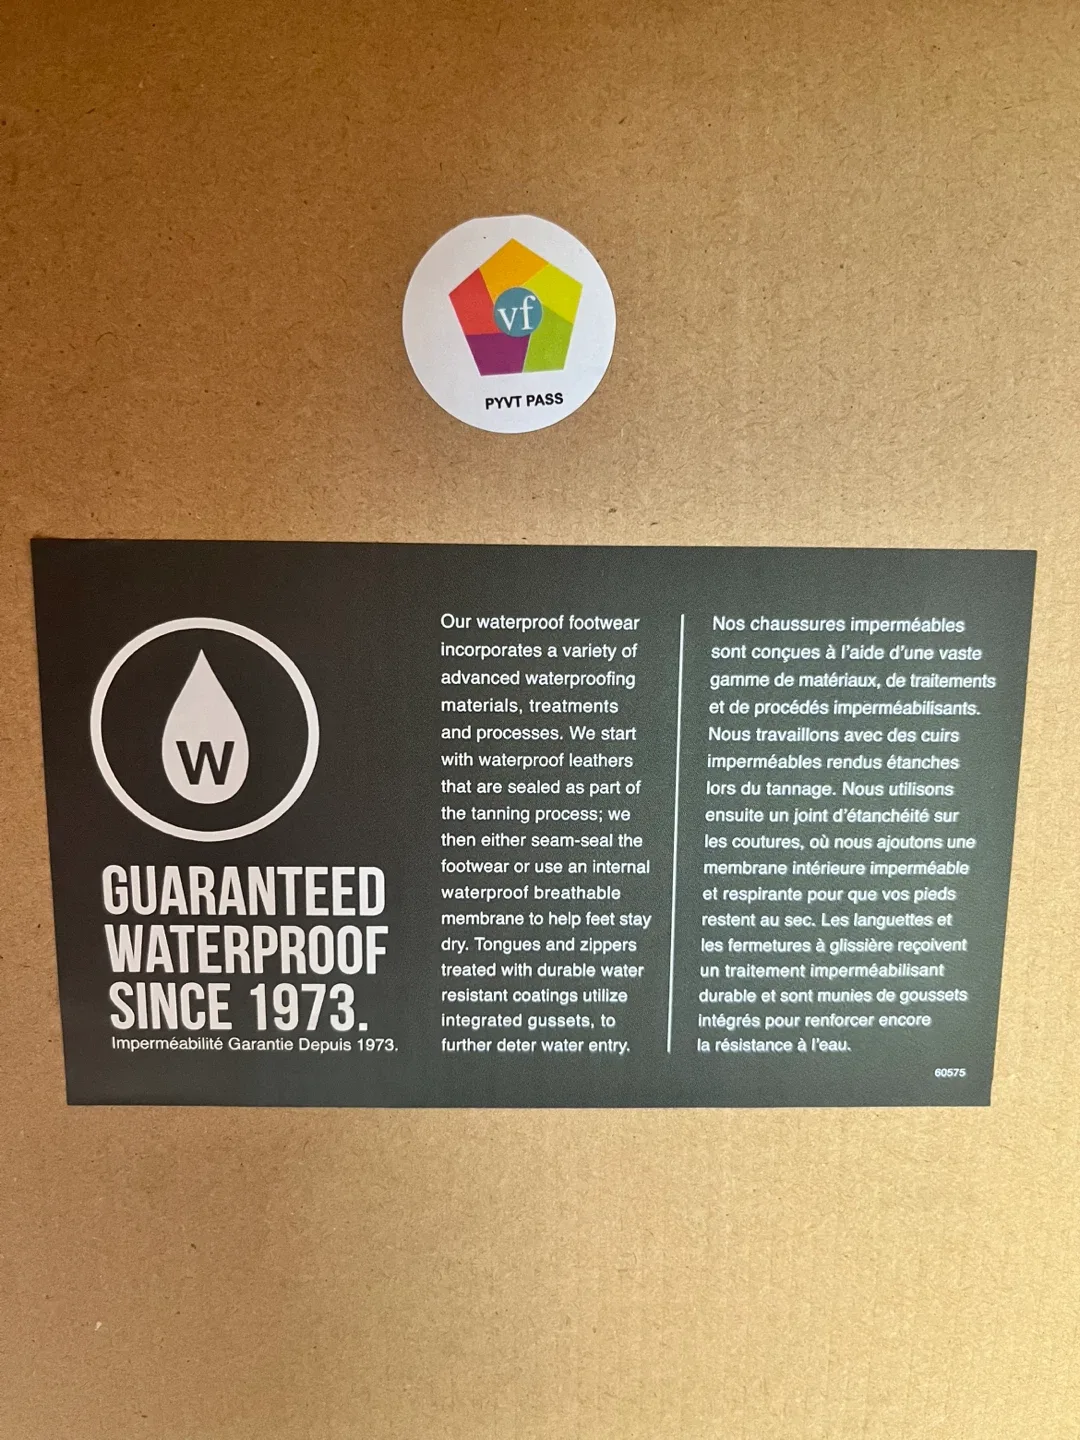 vf
PYVT PASS
W
GUARANTEED
WATERPROOF
SINCE 1973.
Imperméabilité Garantie Depuis 1973.
Our waterproof footwear
incorporates a variety of
advanced waterproofing
materials, treatments
and processes. We start
with waterproof leathers
that are sealed as part of
the tanning process; we
then either seam-seal the
footwear or use an internal
waterproof breathable
membrane to help feet stay
dry. Tongues and zippers
treated with durable water
resistant coatings utilize
integrated gussets, to
further deter water entry.
Nos chaussures imperméables
sont conçues à l'aide d'une vaste
gamme de matériaux, de traitements
et de procédés imperméabilisants.
Nous travaillons avec des cuirs
imperméables rendus étanches
lors du tannage. Nous utilisons
ensuite un joint d'étanchéité sur
les coutures, où nous ajoutons une
membrane intérieure imperméable
et respirante pour que vos pieds
restent au sec. Les languettes et
les fermetures à glissière reçoivent
un traitement imperméabilisant
durable et sont munies de goussets
intégrés pour renforcer encore
la résistance à l'eau.
60575